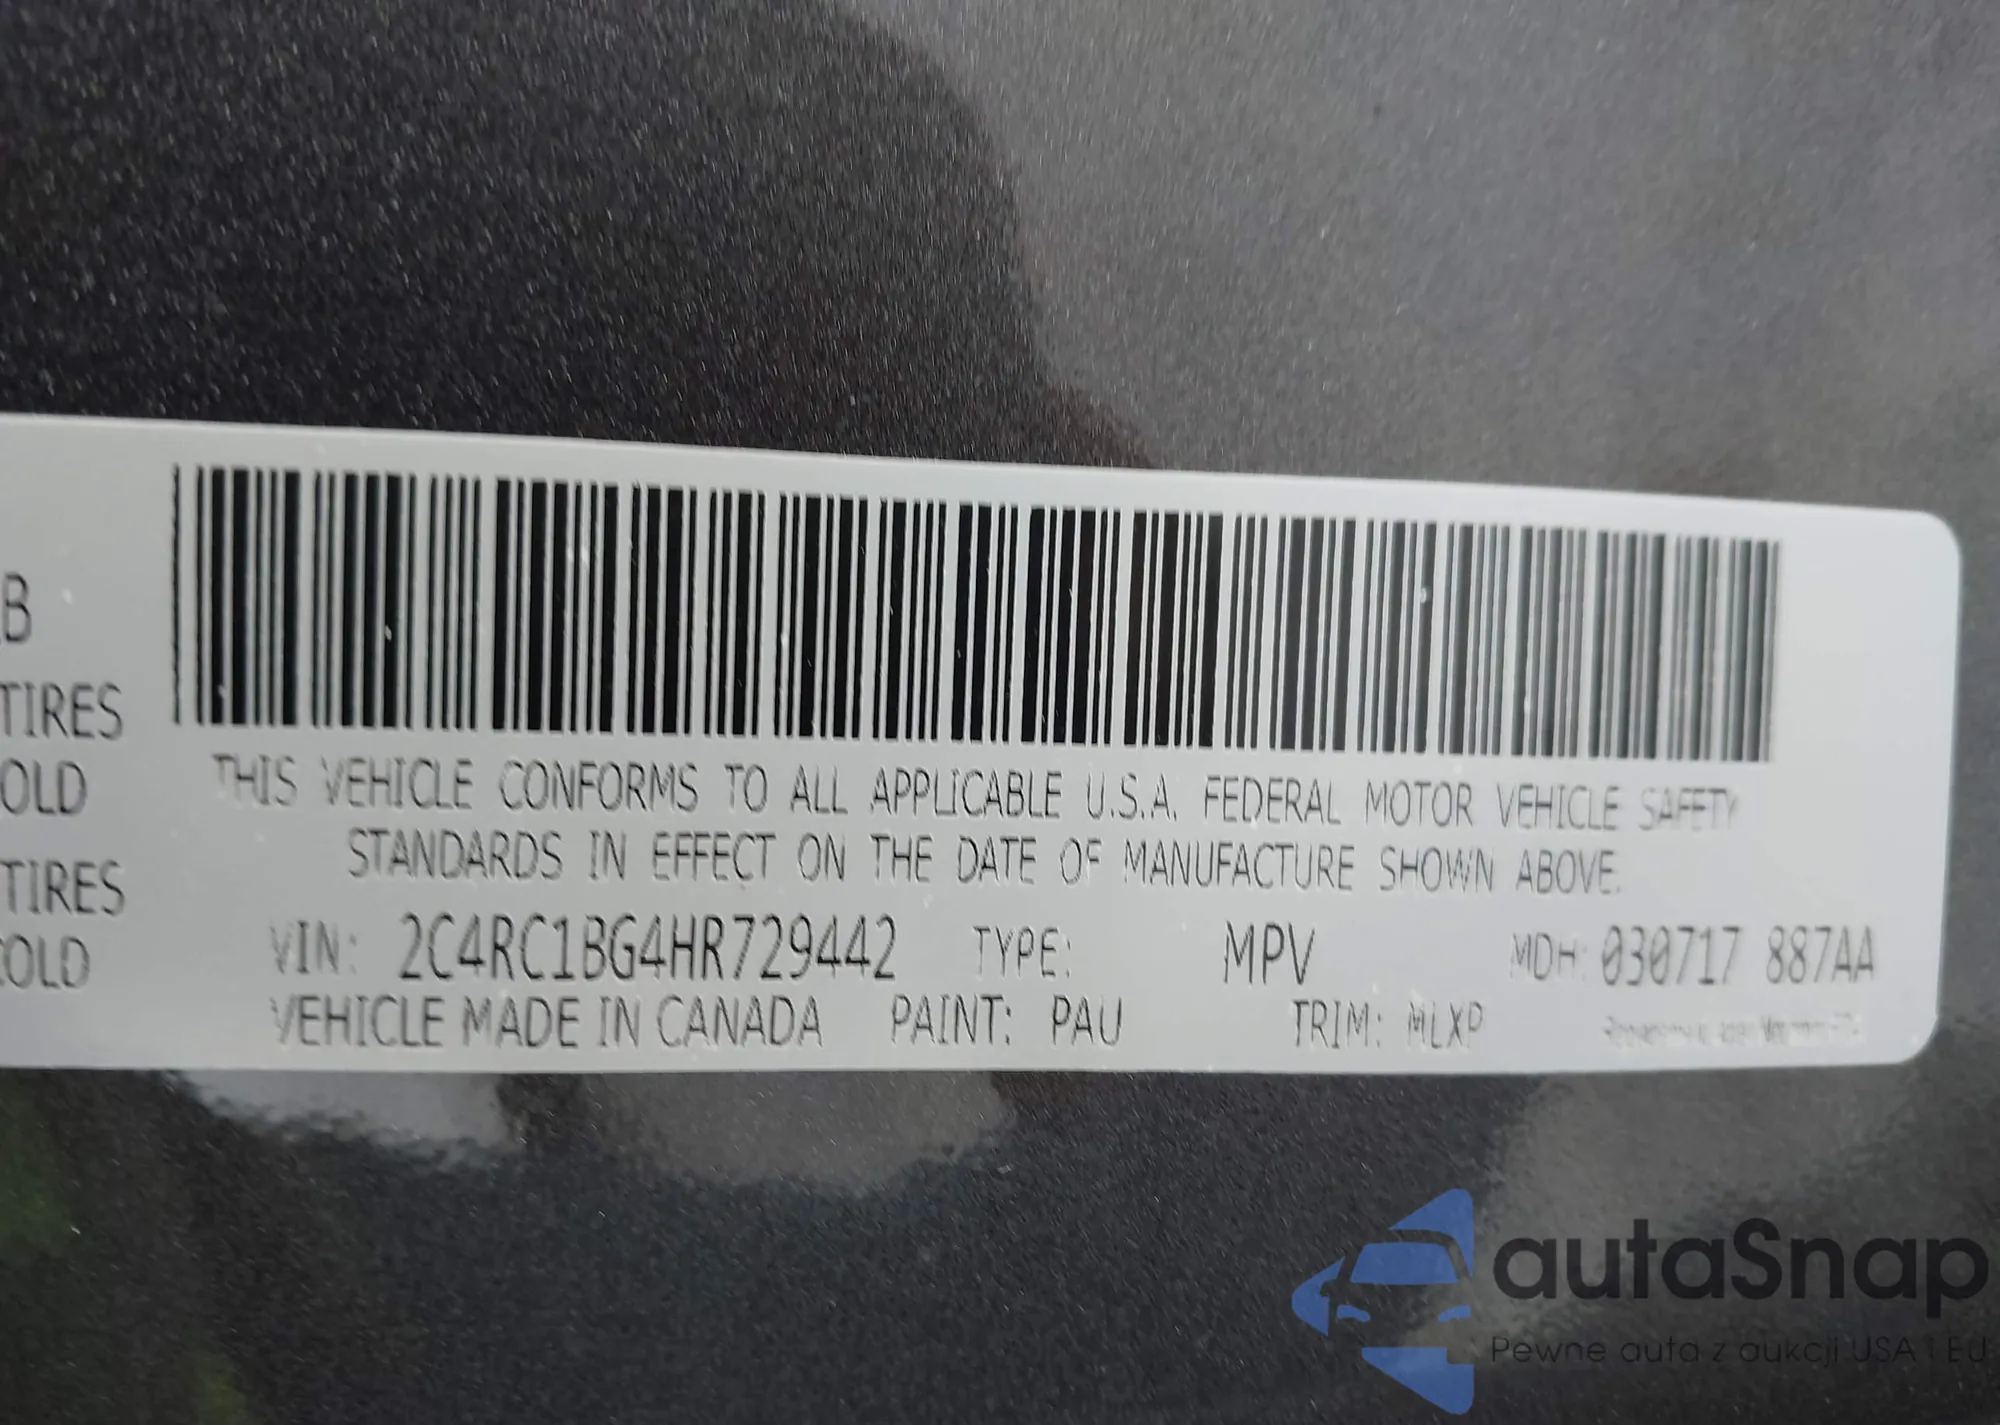 B
TIRES
OLD
TIRES
COLD
THIS VEHICLE CONFORMS TO ALL APPLICABLE U.S.A. FEDERAL MOTOR VEHICLE SAFETY
STANDARDS IN EFFECT ON THE DATE OF MANUFACTURE SHOWN ABOVE.
VIN: 2C4RC1BG4HR729442 TYPE: MPV MDH: 030717 887AA
VEHICLE MADE IN CANADA PAINT: PAU TRIM: MLXP
autaSnap
Pewne auta z aukcji USA i EU